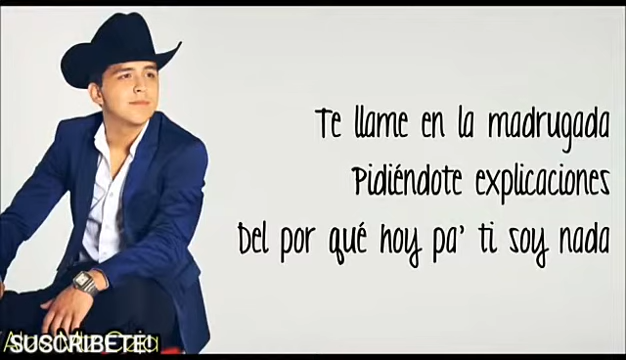 Te llame en la madrugada
Pidiéndote explicaciones
Del por qué hoy pa' ti soy nada
SUSCRIBETE!